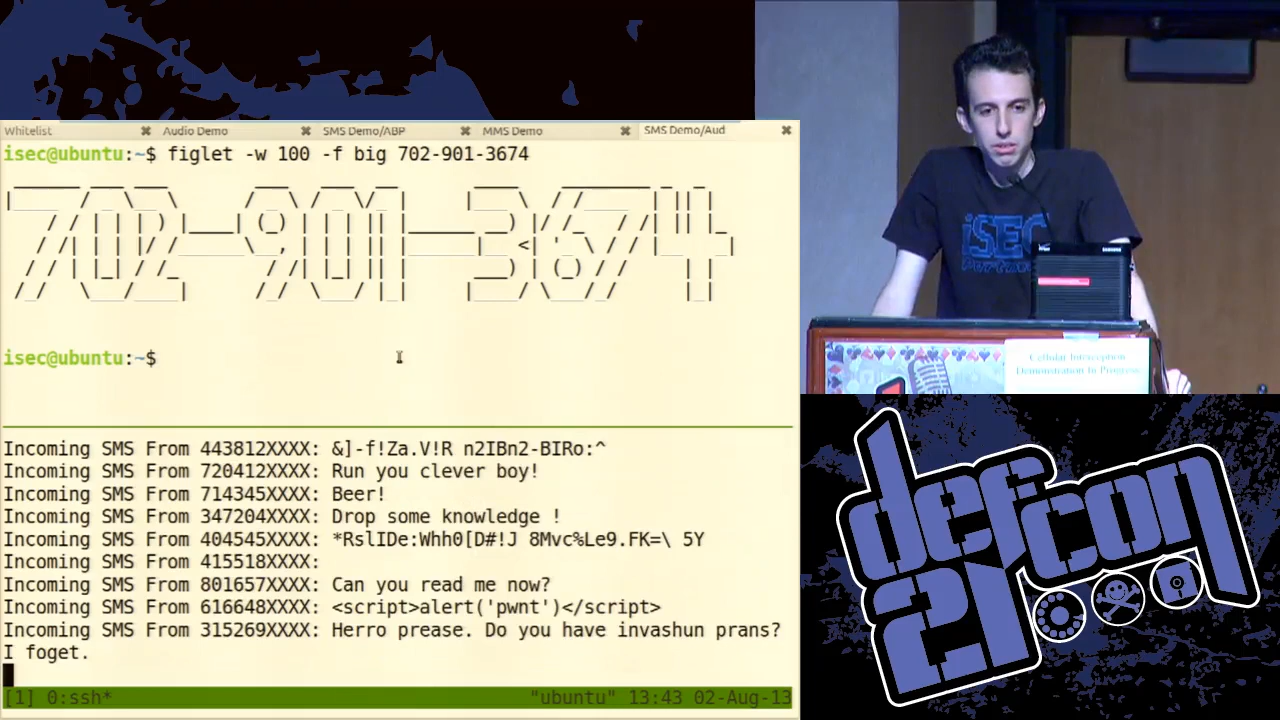 Whitelist
Audio Demo
SMS Demo/ABP
MMS Demo
SMS Demo/Aud
isec@ubuntu:~$ figlet -w 100 -f big 702-901-3674
702-901-3674
isec@ubuntu:~$
Incoming SMS From 443812XXXX: &]-f!Za.V!R n2IBn2-BIRo:^
Incoming SMS From 720412XXXX: Run you clever boy!
Incoming SMS From 714345XXXX: Beer!
Incoming SMS From 347204XXXX: Drop some knowledge !
Incoming SMS From 404545XXXX: *RslIDe:Whh0[D#!J 8Mvc%Le9.FK=\ 5Y
Incoming SMS From 415518XXXX:
Incoming SMS From 801657XXXX: Can you read me now?
Incoming SMS From 616648XXXX: <script>alert('pwnt')</script>
Incoming SMS From 315269XXXX: Herro prease. Do you have invashun prans?
I foget.
[1] 0:ssh* "ubuntu" 13:43 02-Aug-13
iSEC
Partners
Cellular Interception
Demonstration In Progress
defcon
21